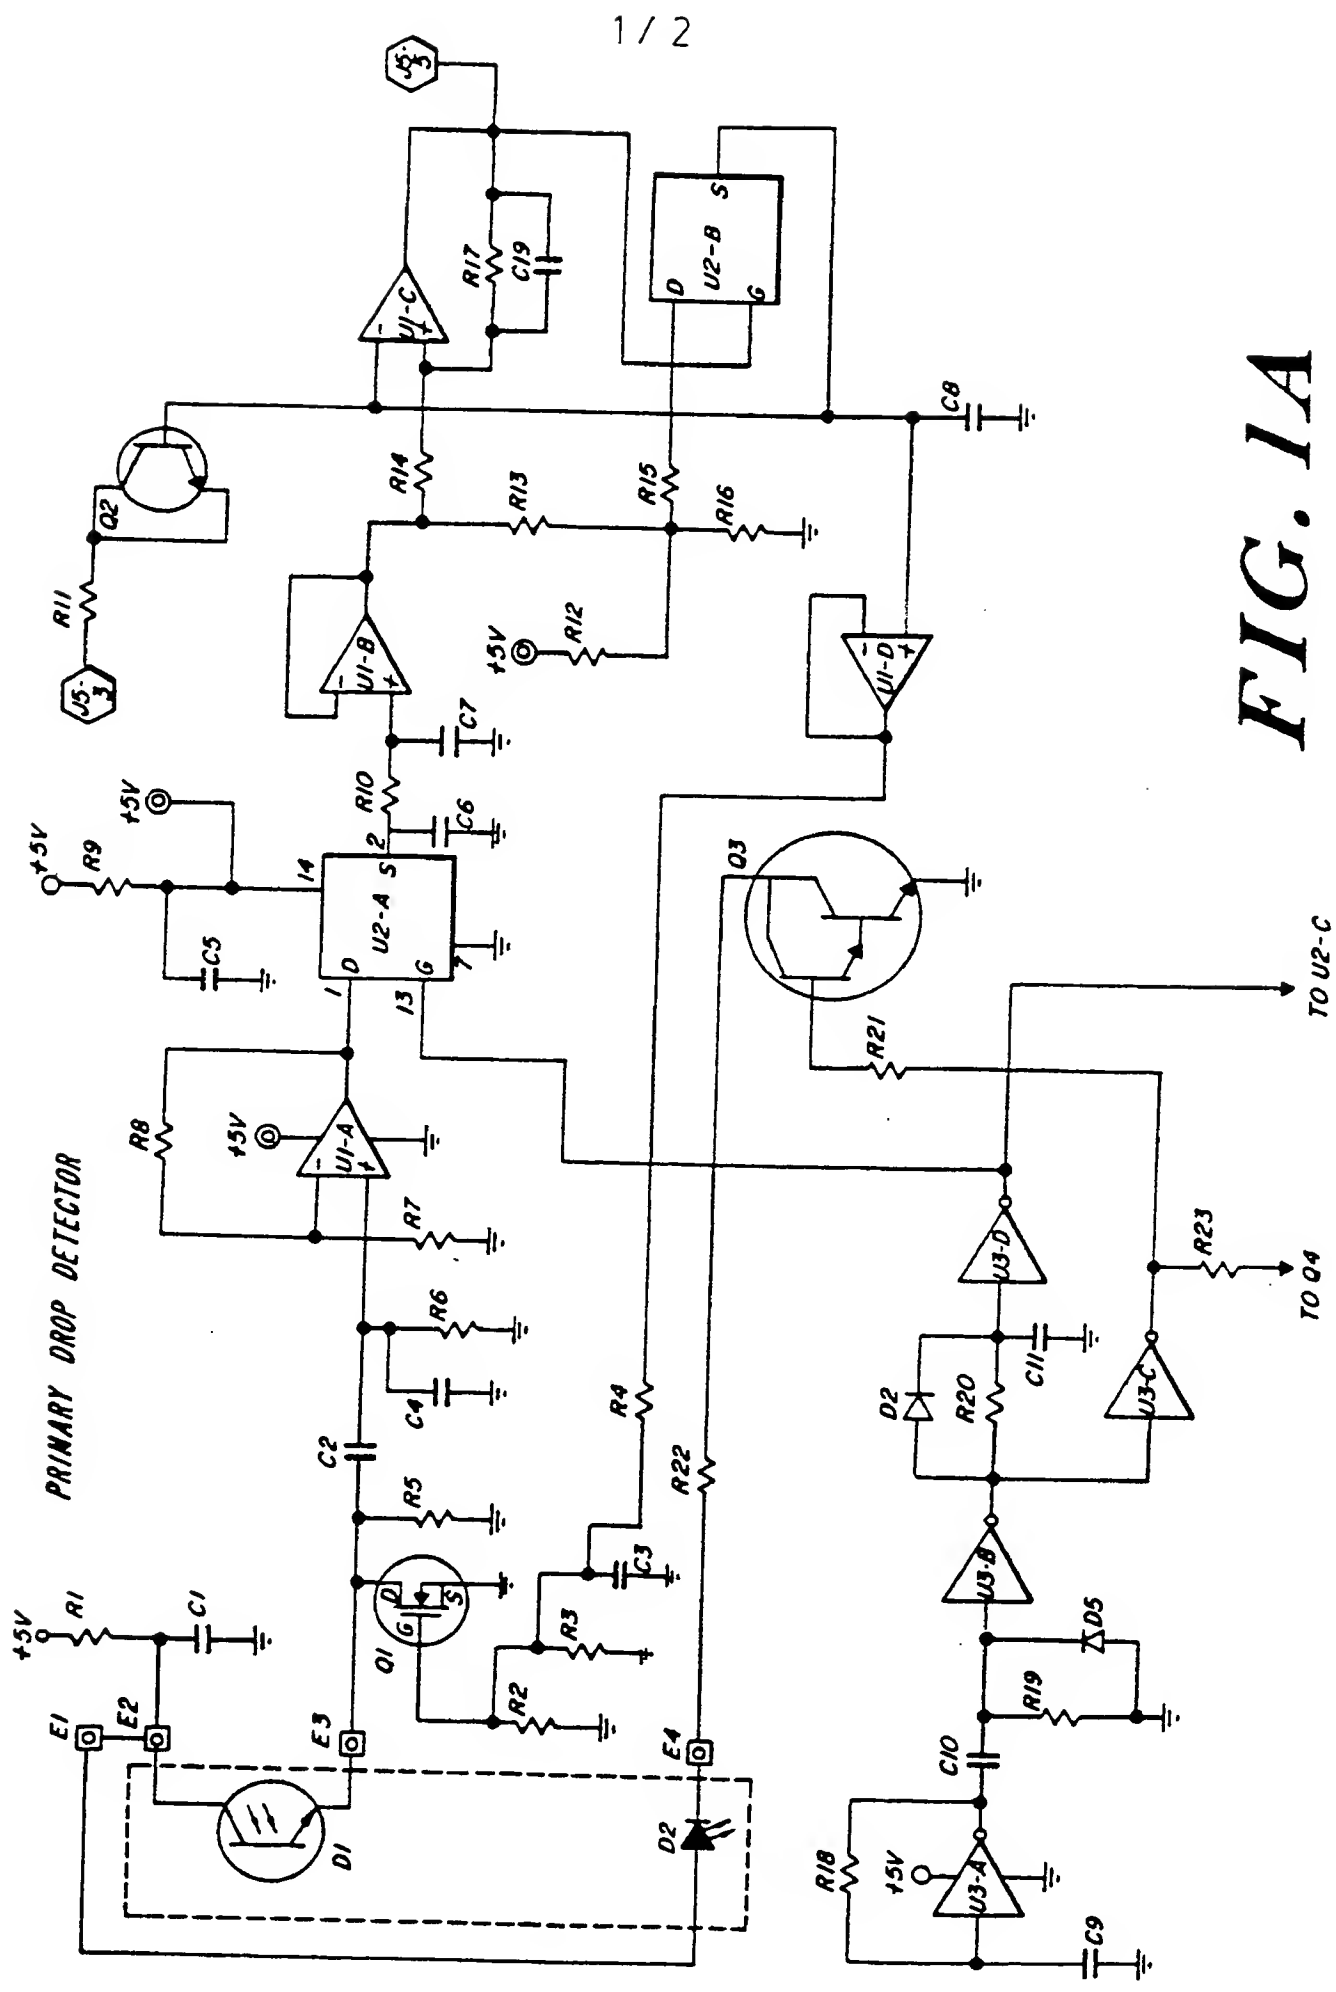 1/2
PRIMARY DROP DETECTOR
+5V
R1
C1
E1
E2
E3
E4
D1
D2
Q1
D
G
S
R2
R3
C3
R4
R5
C2
C4
R6
R7
R8
+5V
U1-A
-
+
+5V
R9
C5
+5V
1
D
13
G
14
U2-A
S
2
7
C6
R10
C7
U1-B
-
+
J5-3
R11
Q2
R14
R13
+5V
R12
R15
R16
U1-C
-
+
R17
C19
J5-5
D
G
U2-B
S
C8
U1-D
-
+
R22
Q3
R21
R18
+5V
U3-A
C9
C10
R19
D5
U3-B
D2
R20
C11
U3-D
U3-C
R23
TO Q4
TO U2-C
FIG. 1A